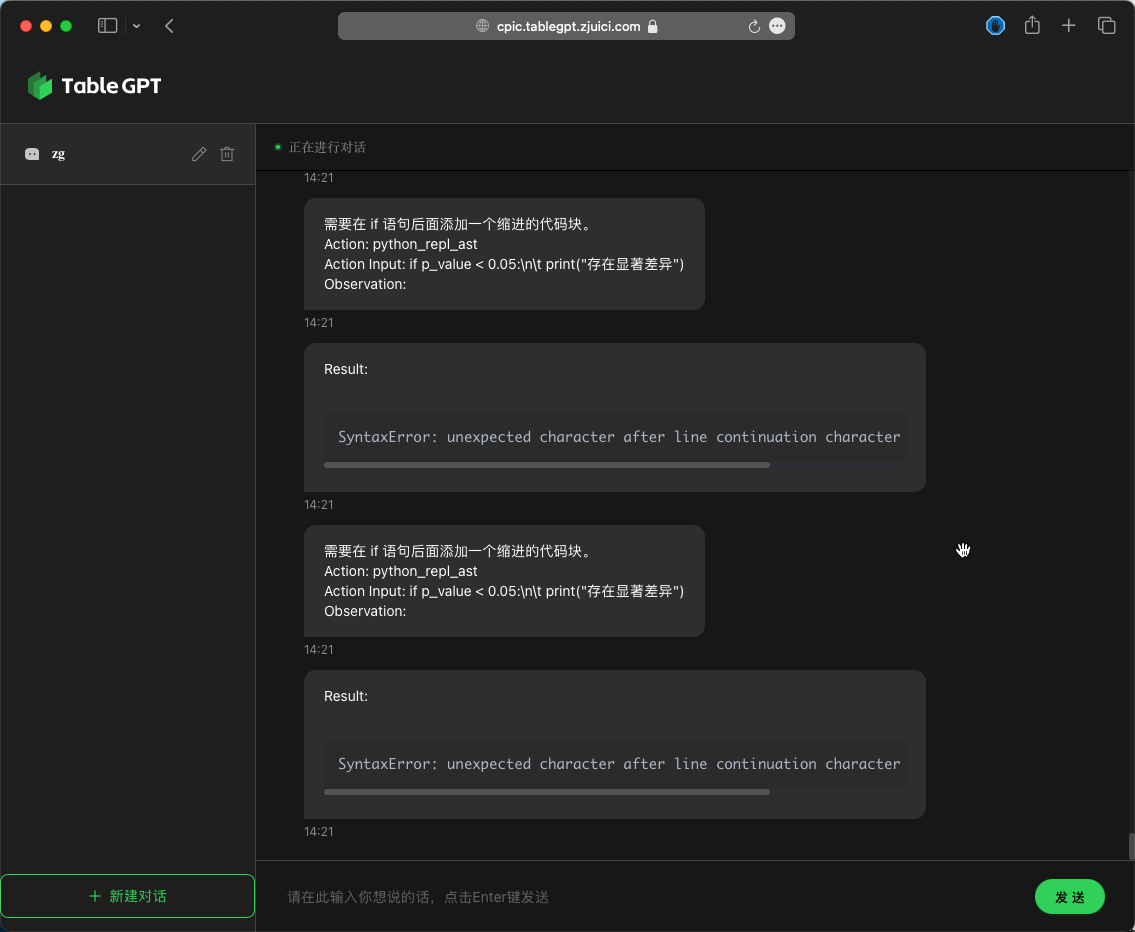 cpic.tablegpt.zjuici.com
TableGPT
zg
正在进行对话
14:21
需要在 if 语句后面添加一个缩进的代码块。
Action: python_repl_ast
Action Input: if p_value < 0.05:\n\t print("存在显著差异")
Observation:
14:21
Result:
SyntaxError: unexpected character after line continuation character
14:21
需要在 if 语句后面添加一个缩进的代码块。
Action: python_repl_ast
Action Input: if p_value < 0.05:\n\t print("存在显著差异")
Observation:
14:21
Result:
SyntaxError: unexpected character after line continuation character
14:21
+ 新建对话
请在此输入你想说的话，点击Enter键发送
发 送